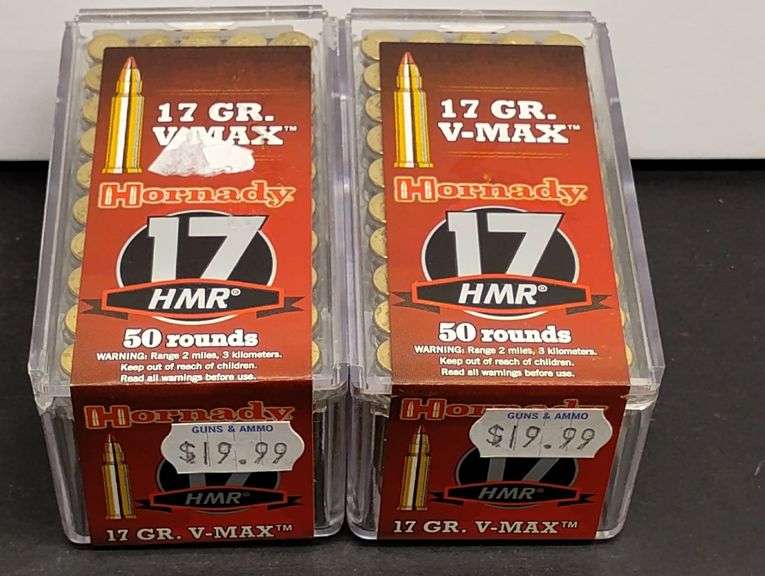 17 GR.
V-MAX™
Hornady
17
HMR®
50 rounds
WARNING: Range 2 miles, 3 kilometers.
Keep out of reach of children.
Read all warnings before use.
Hornady
GUNS & AMMO
$19.99
HMR®
17 GR. V-MAX™
17 GR.
V-MAX™
Hornady
17
HMR®
50 rounds
WARNING: Range 2 miles, 3 kilometers.
Keep out of reach of children.
Read all warnings before use.
Hornady
GUNS & AMMO
$19.99
17
HMR®
17 GR. V-MAX™